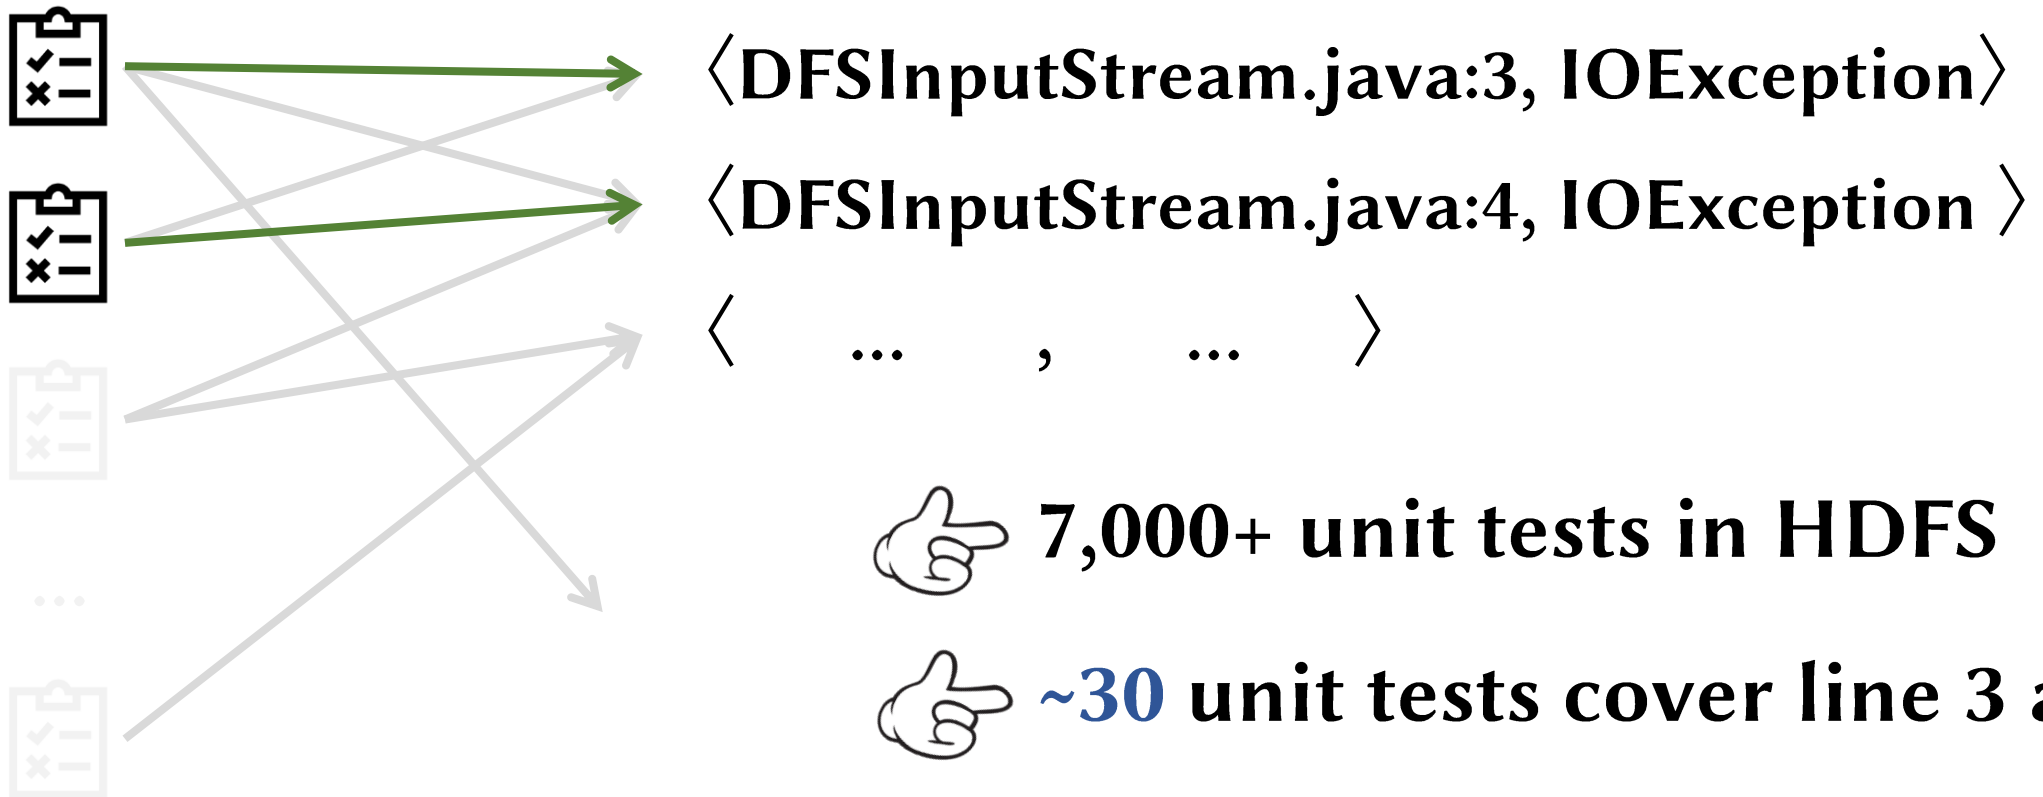 〈DFSInputStream.java:3, IOException〉
〈DFSInputStream.java:4, IOException 〉
〈 ... , ... 〉
7,000+ unit tests in HDFS
...
~30 unit tests cover line 3